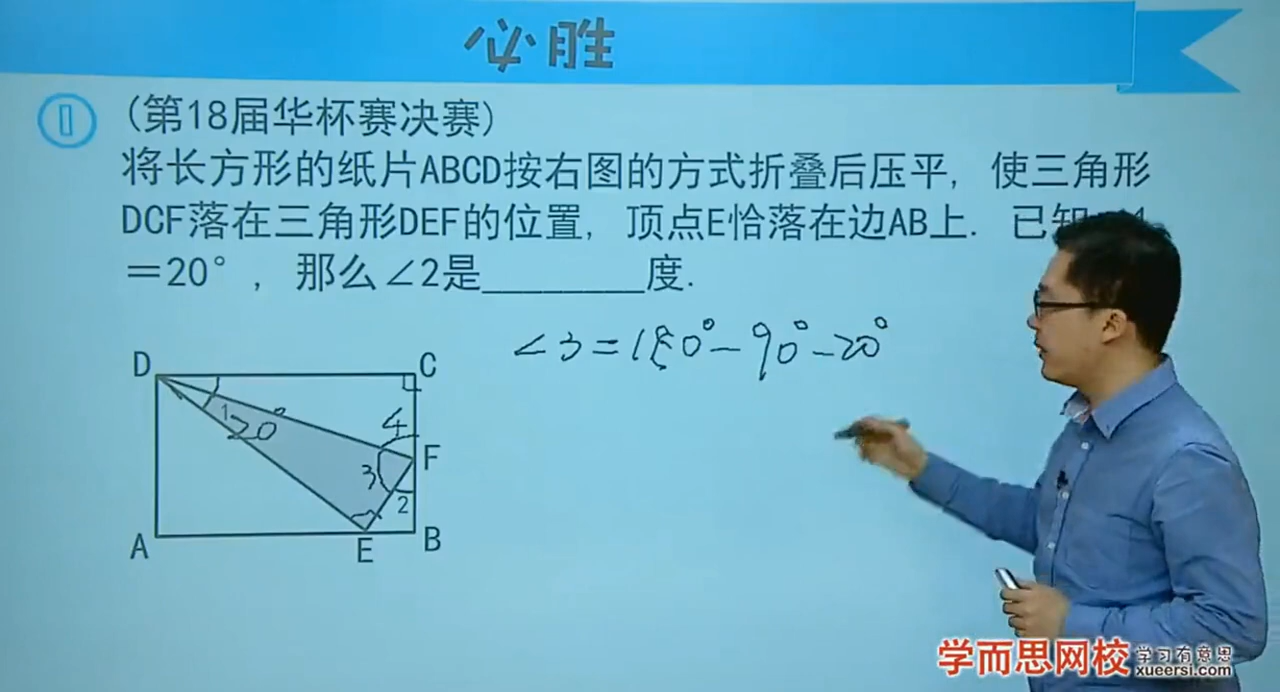 必胜
1
(第18届华杯赛决赛)
将长方形的纸片ABCD按右图的方式折叠后压平, 使三角形
DCF落在三角形DEF的位置, 顶点E恰落在边AB上. 已知
=20°, 那么∠2是________度.
∠3=180°-90°-20°
D
C
1
20°
4
F
3
2
A
E
B
学而思网校 学习有意思
xueersi.com